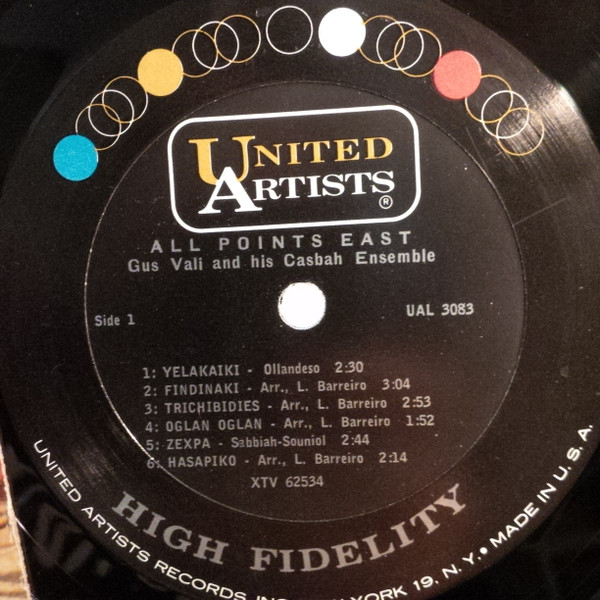 UNITED
ARTISTS ®
ALL POINTS EAST
Gus Vali and his Casbah Ensemble
Side 1
UAL 3083
1: YELAKAIKI - Ollandeso 2:30
2: FINDINAKI - Arr., L. Barreiro 3:04
3: TRICHIBIDIES - Arr., L. Barreiro 2:53
4: OGLAN OGLAN - Arr., L. Barreiro 1:52
5: ZEXPA - Sabbiah-Souniol 2:44
6: HASAPIKO - Arr., L. Barreiro 2:14
XTV 62534
HIGH FIDELITY
UNITED ARTISTS RECORDS YORK 19, N.Y. • MADE IN U.S.A.